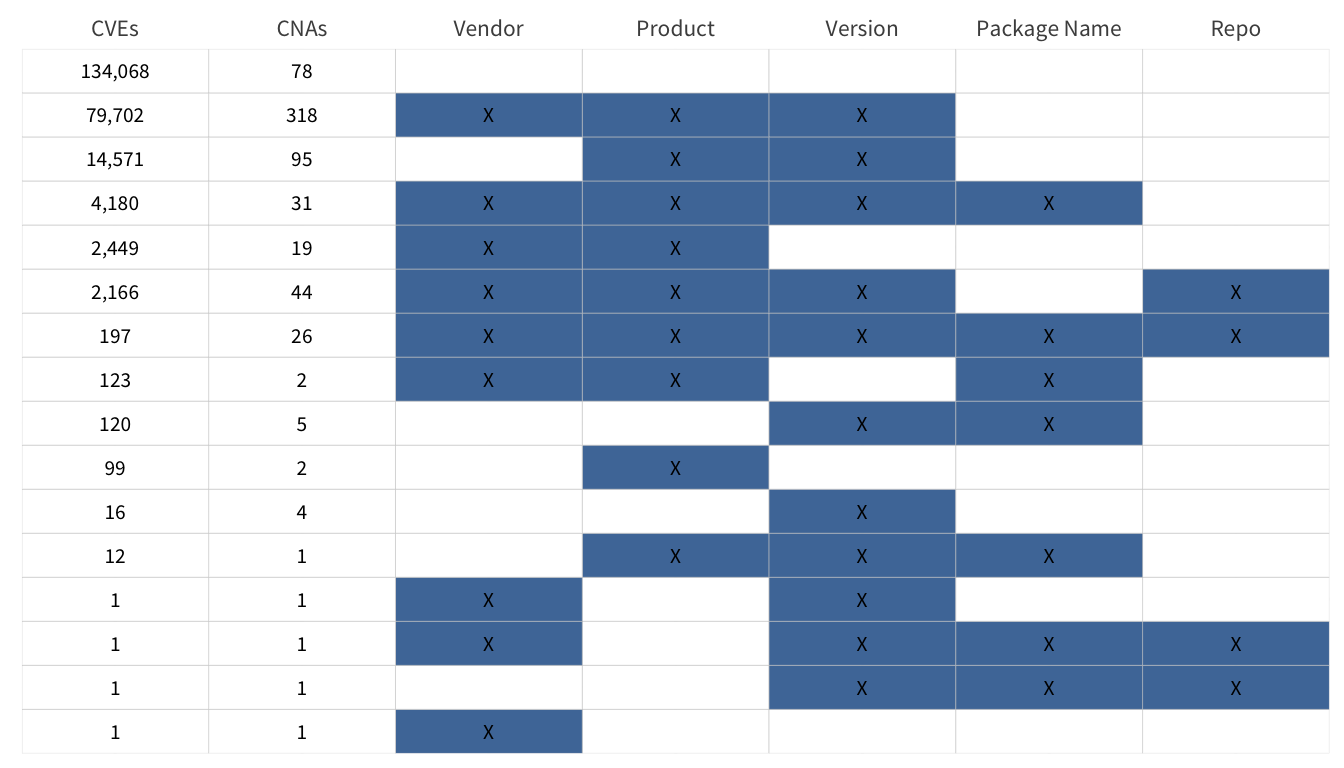 CVEs CNAs Vendor Product Version Package Name Repo
134,068 78
79,702 318 X X X
14,571 95 X X
4,180 31 X X X X
2,449 19 X X
2,166 44 X X X X
197 26 X X X X X
123 2 X X X
120 5 X X
99 2 X
16 4 X
12 1 X X X
1 1 X X
1 1 X X X X
1 1 X X X
1 1 X